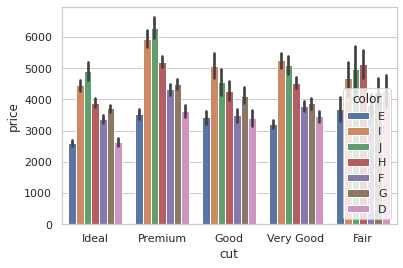 6000
5000
4000
3000
2000
1000
0
price
Ideal
Premium
Good
Very Good
Fair
cut
color
E
I
J
H
F
G
D